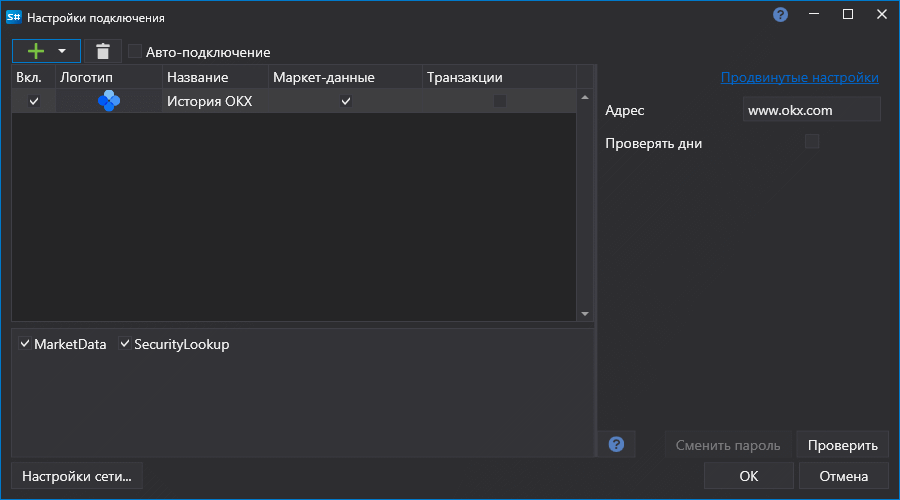 S# Настройки подключения
Авто-подключение
Вкл. Логотип Название Маркет-данные Транзакции
История OKX
Продвинутые настройки
Адрес www.okx.com
Проверять дни
MarketData SecurityLookup
? Сменить пароль Проверить
Настройки сети... OK Отмена